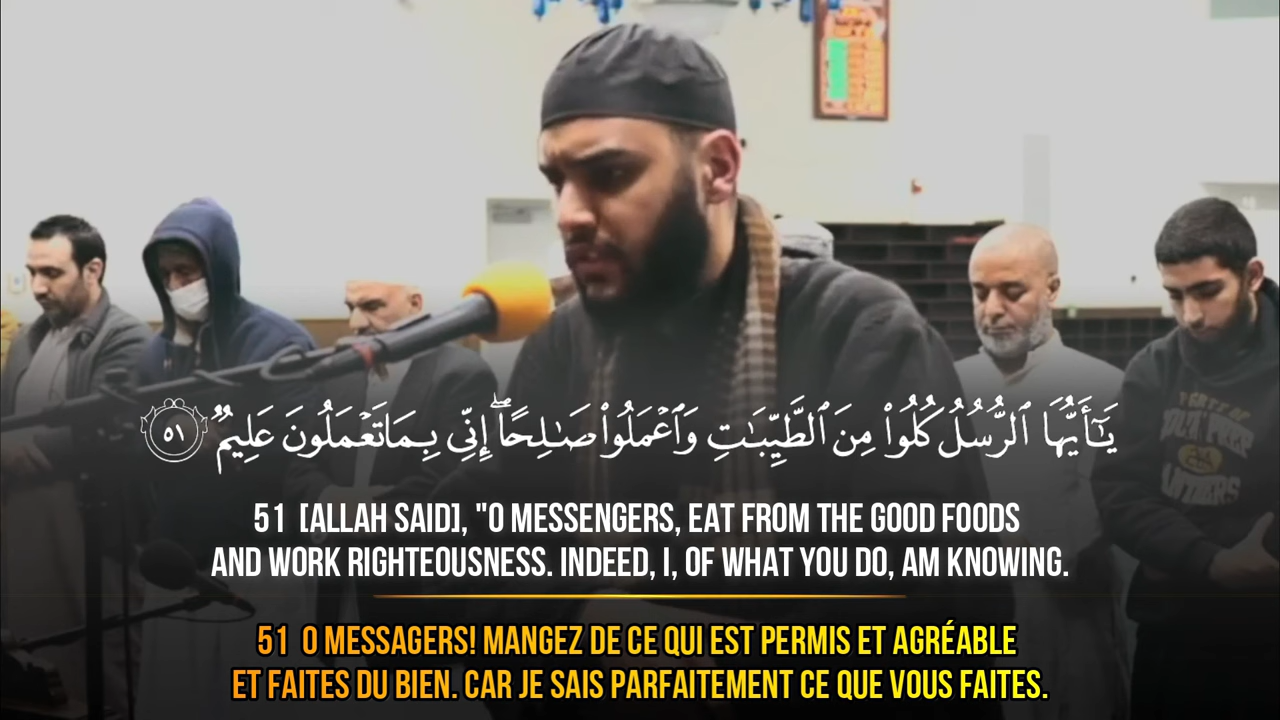 يَٰٓأَيُّهَا ٱلرُّسُلُ كُلُوا۟ مِنَ ٱلطَّيِّبَٰتِ وَٱعْمَلُوا۟ صَٰلِحًا ۖ إِنِّى بِمَا تَعْمَلُونَ عَلِيمٌ ٥١
51 [ALLAH SAID], "O MESSENGERS, EAT FROM THE GOOD FOODS
AND WORK RIGHTEOUSNESS. INDEED, I, OF WHAT YOU DO, AM KNOWING.
51 O MESSAGERS! MANGEZ DE CE QUI EST PERMIS ET AGRÉABLE
ET FAITES DU BIEN. CAR JE SAIS PARFAITEMENT CE QUE VOUS FAITES.